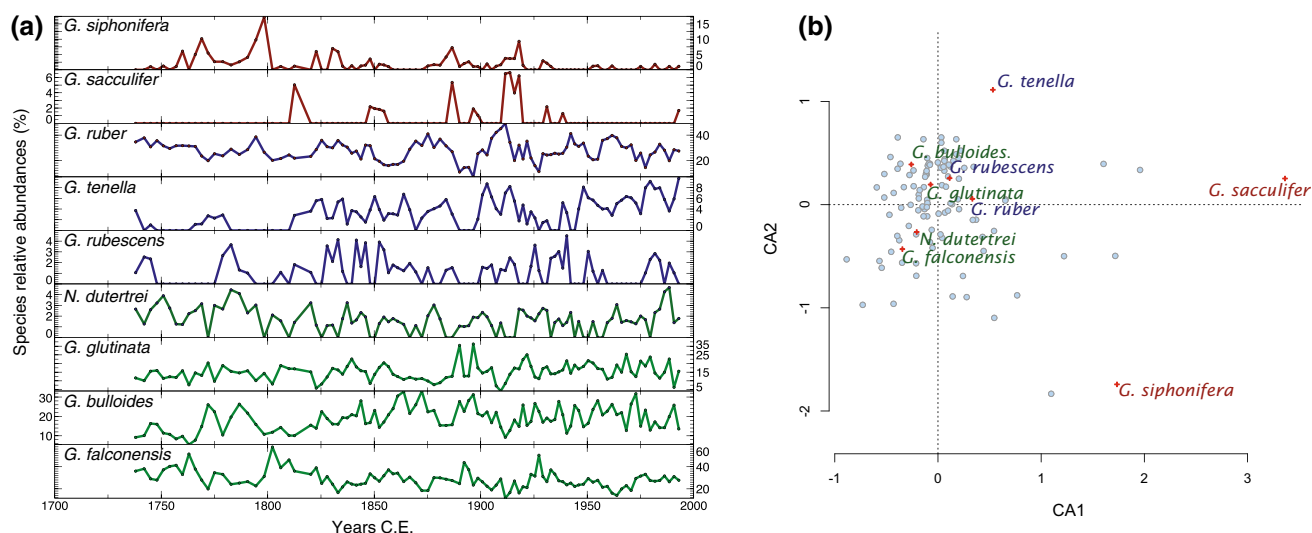 (a)
(b)
G. siphonifera
15
10
5
0
G. sacculifer
6
4
2
0
G. ruber
40
20
G. tenella
10
8
6
4
2
0
G. rubescens
4
3
2
1
0
N. dutertrei
4
3
2
1
0
G. glutinata
35
25
15
5
G. bulloides
30
20
10
G. falconensis
60
40
20
1700
1750
1800
1850
1900
1950
2000
Years C.E.
Species relative abundances (%)
G. tenella
G. bulloides.
G. rubescens
G. glutinata
G. sacculifer
G. ruber
N. dutertrei
G. falconensis
G. siphonifera
1
0
-1
-2
CA2
-1
0
1
2
3
CA1